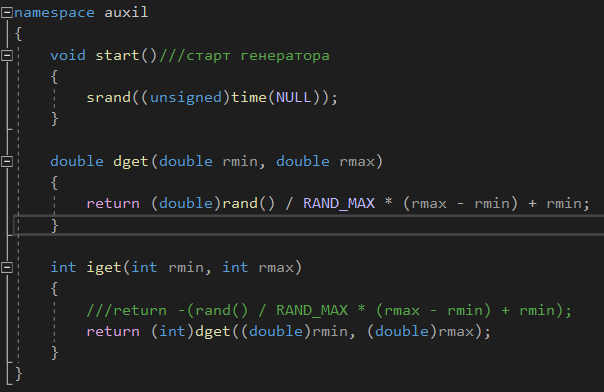 namespace auxil
{
    void start()///старт генератора
    {
        srand((unsigned)time(NULL));
    }
    double dget(double rmin, double rmax)
    {
        return (double)rand() / RAND_MAX * (rmax - rmin) + rmin;
    }
    int iget(int rmin, int rmax)
    {
        ///return -(rand() / RAND_MAX * (rmax - rmin) + rmin);
        return (int)dget((double)rmin, (double)rmax);
    }
}